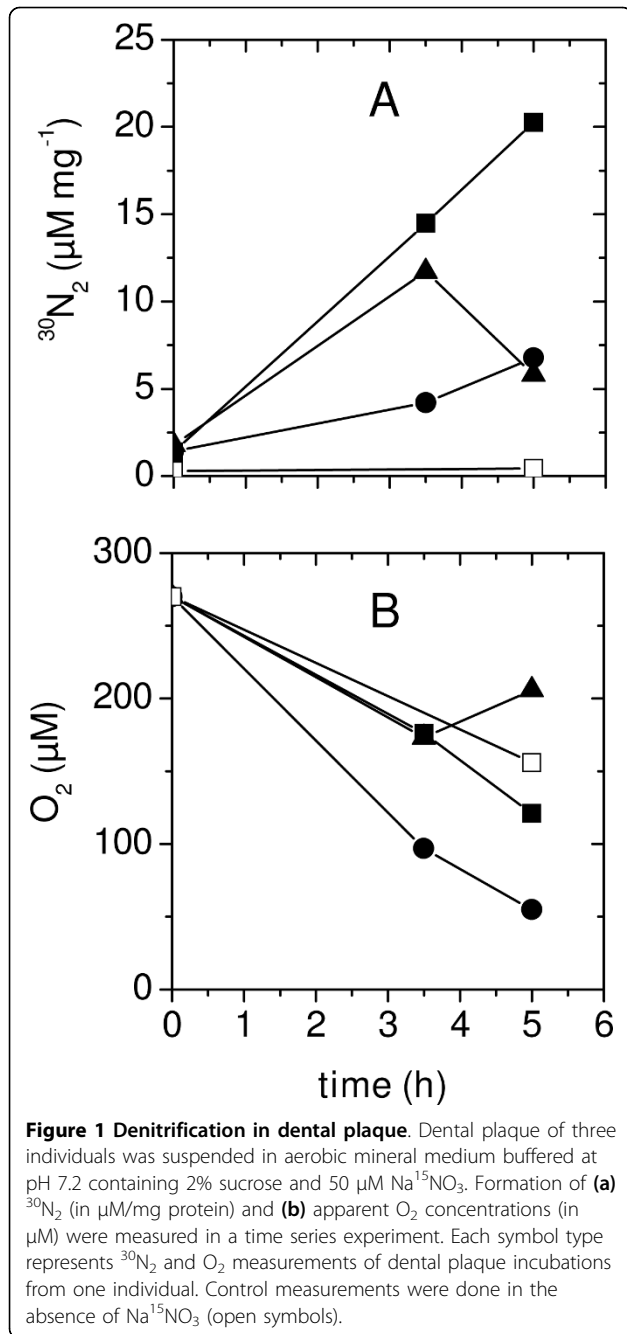 25
20
15
10
5
0
A
³⁰N₂ (µM mg⁻¹)
300
200
100
0
B
O₂ (µM)
0 1 2 3 4 5 6
time (h)
Figure 1 Denitrification in dental plaque. Dental plaque of three
individuals was suspended in aerobic mineral medium buffered at
pH 7.2 containing 2% sucrose and 50 µM Na¹⁵NO₃. Formation of (a)
³⁰N₂ (in µM/mg protein) and (b) apparent O₂ concentrations (in
µM) were measured in a time series experiment. Each symbol type
represents ³⁰N₂ and O₂ measurements of dental plaque incubations
from one individual. Control measurements were done in the
absence of Na¹⁵NO₃ (open symbols).